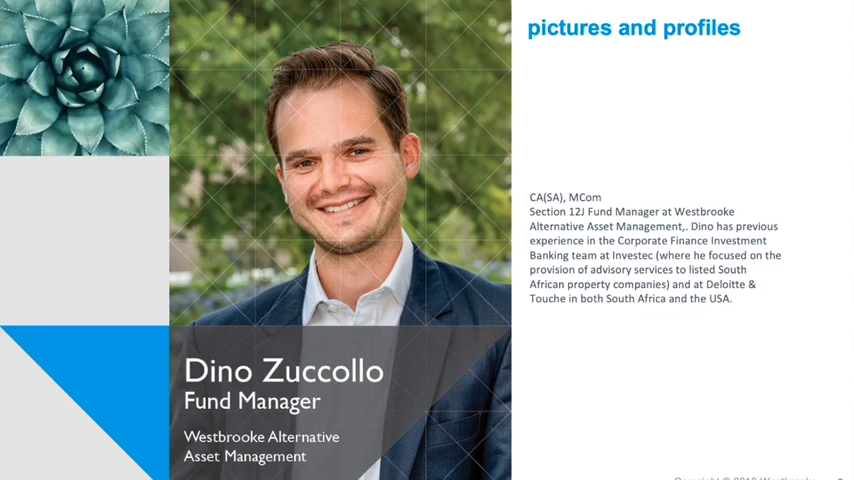 pictures and profiles
CA(SA), MCom
Section 12J Fund Manager at Westbrooke
Alternative Asset Management,. Dino has previous
experience in the Corporate Finance Investment
Banking team at Investec (where he focused on the
provision of advisory services to listed South
African property companies) and at Deloitte &
Touche in both South Africa and the USA.
Dino Zuccollo
Fund Manager
Westbrooke Alternative
Asset Management